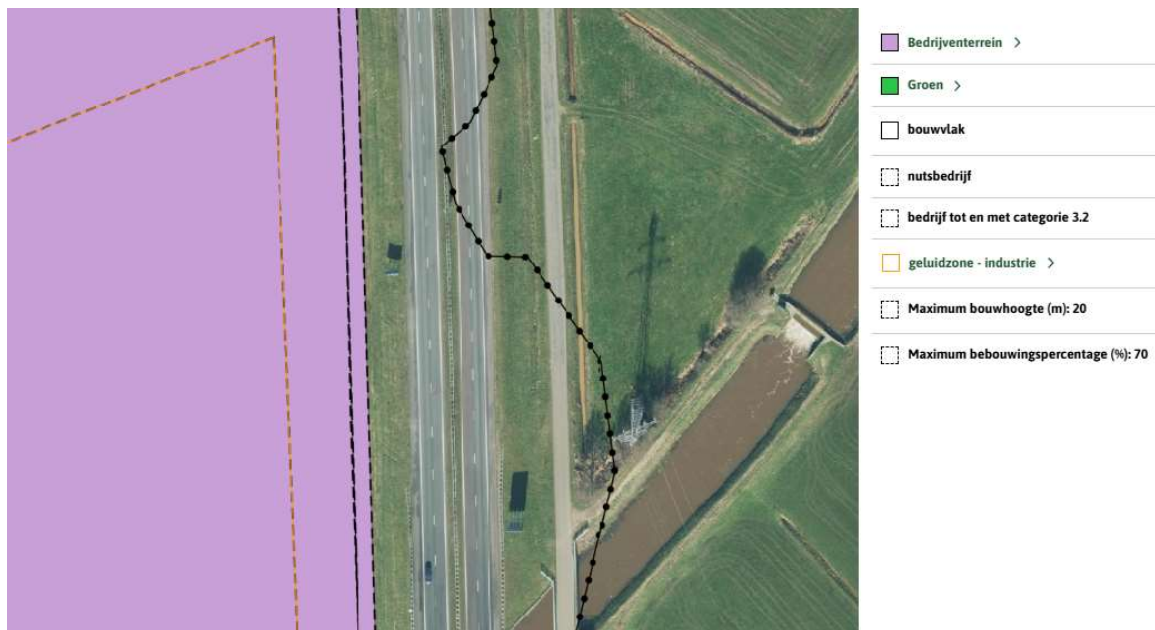 Bedrijventerrein >
Groen >
bouwvlak
nutsbedrijf
bedrijf tot en met categorie 3.2
geluidzone - industrie >
Maximum bouwhoogte (m): 20
Maximum bebouwingspercentage (%): 70